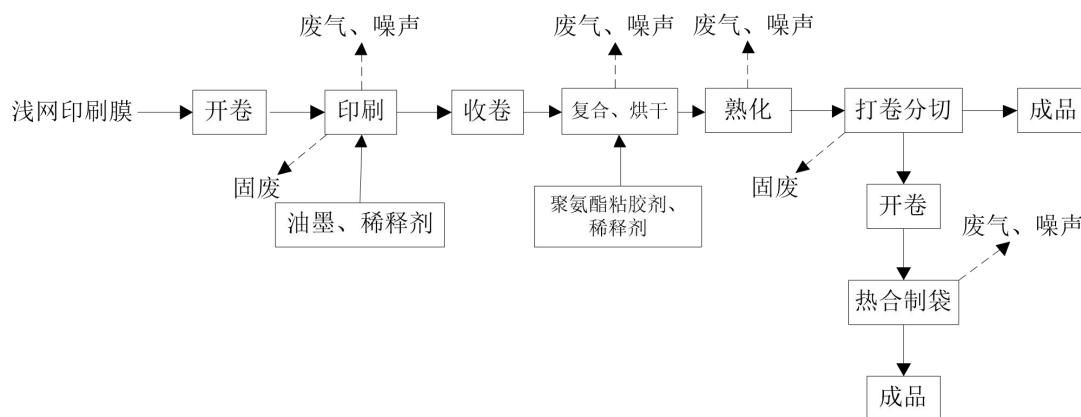 废气、噪声
废气、噪声
废气、噪声
浅网印刷膜
开卷
印刷
收卷
复合、烘干
熟化
打卷分切
成品
固废
固废
油墨、稀释剂
聚氨酯粘胶剂、
稀释剂
开卷
废气、噪声
热合制袋
成品